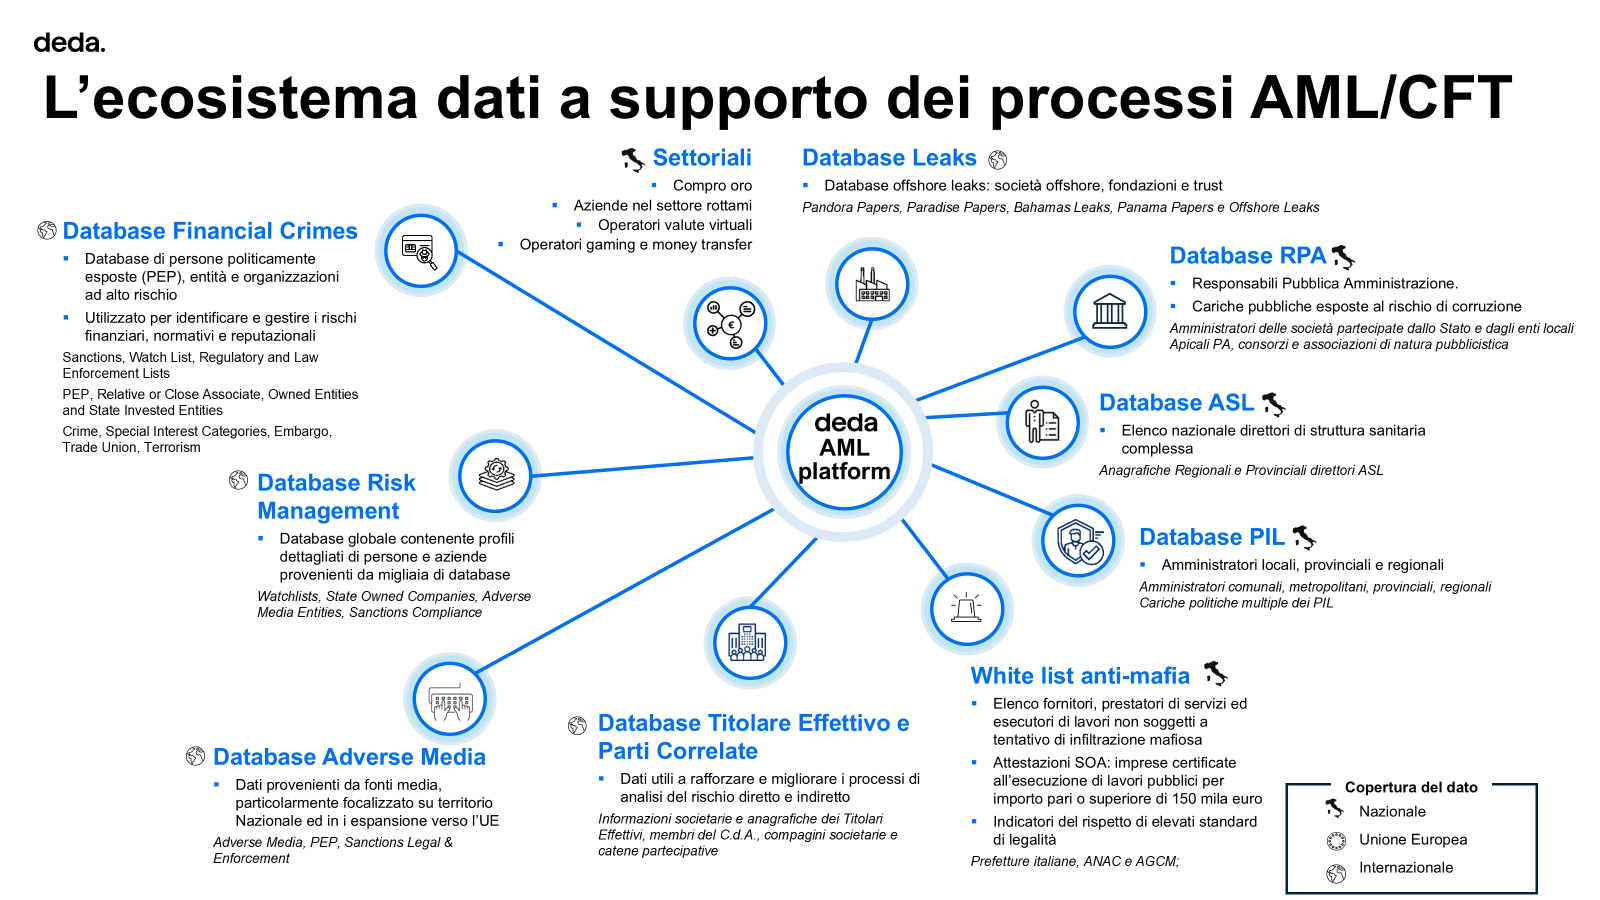 deda.
L’ecosistema dati a supporto dei processi AML/CFT
Settoriali
Compro oro
Aziende nel settore rottami
Operatori valute virtuali
Operatori gaming e money transfer
Database Leaks
Database offshore leaks: società offshore, fondazioni e trust
Pandora Papers, Paradise Papers, Bahamas Leaks, Panama Papers e Offshore Leaks
Database Financial Crimes
Database di persone politicamente
esposte (PEP), entità e organizzazioni
ad alto rischio
Utilizzato per identificare e gestire i rischi
finanziari, normativi e reputazionali
Sanctions, Watch List, Regulatory and Law
Enforcement Lists
PEP, Relative or Close Associate, Owned Entities
and State Invested Entities
Crime, Special Interest Categories, Embargo,
Trade Union, Terrorism
Database RPA
Responsabili Pubblica Amministrazione.
Cariche pubbliche esposte al rischio di corruzione
Amministratori delle società partecipate dallo Stato e dagli enti locali
Apicali PA, consorzi e associazioni di natura pubblicistica
Database ASL
Elenco nazionale direttori di struttura sanitaria
complessa
Anagrafiche Regionali e Provinciali direttori ASL
deda
AML
platform
Database Risk
Management
Database globale contenente profili
dettagliati di persone e aziende
provenienti da migliaia di database
Watchlists, State Owned Companies, Adverse
Media Entities, Sanctions Compliance
Database PIL
Amministratori locali, provinciali e regionali
Amministratori comunali, metropolitani, provinciali, regionali
Cariche politiche multiple dei PIL
White list anti-mafia
Elenco fornitori, prestatori di servizi ed
esecutori di lavori non soggetti a
tentativo di infiltrazione mafiosa
Attestazioni SOA: imprese certificate
all’esecuzione di lavori pubblici per
importo pari o superiore di 150 mila euro
Indicatori del rispetto di elevati standard
di legalità
Prefetture italiane, ANAC e AGCM;
Database Titolare Effettivo e
Parti Correlate
Dati utili a rafforzare e migliorare i processi di
analisi del rischio diretto e indiretto
Informazioni societarie e anagrafiche dei Titolari
Effettivi, membri del C.d.A., compagini societarie e
catene partecipative
Database Adverse Media
Dati provenienti da fonti media,
particolarmente focalizzato su territorio
Nazionale ed in i espansione verso l’UE
Adverse Media, PEP, Sanctions Legal &
Enforcement
Copertura del dato
Nazionale
Unione Europea
Internazionale